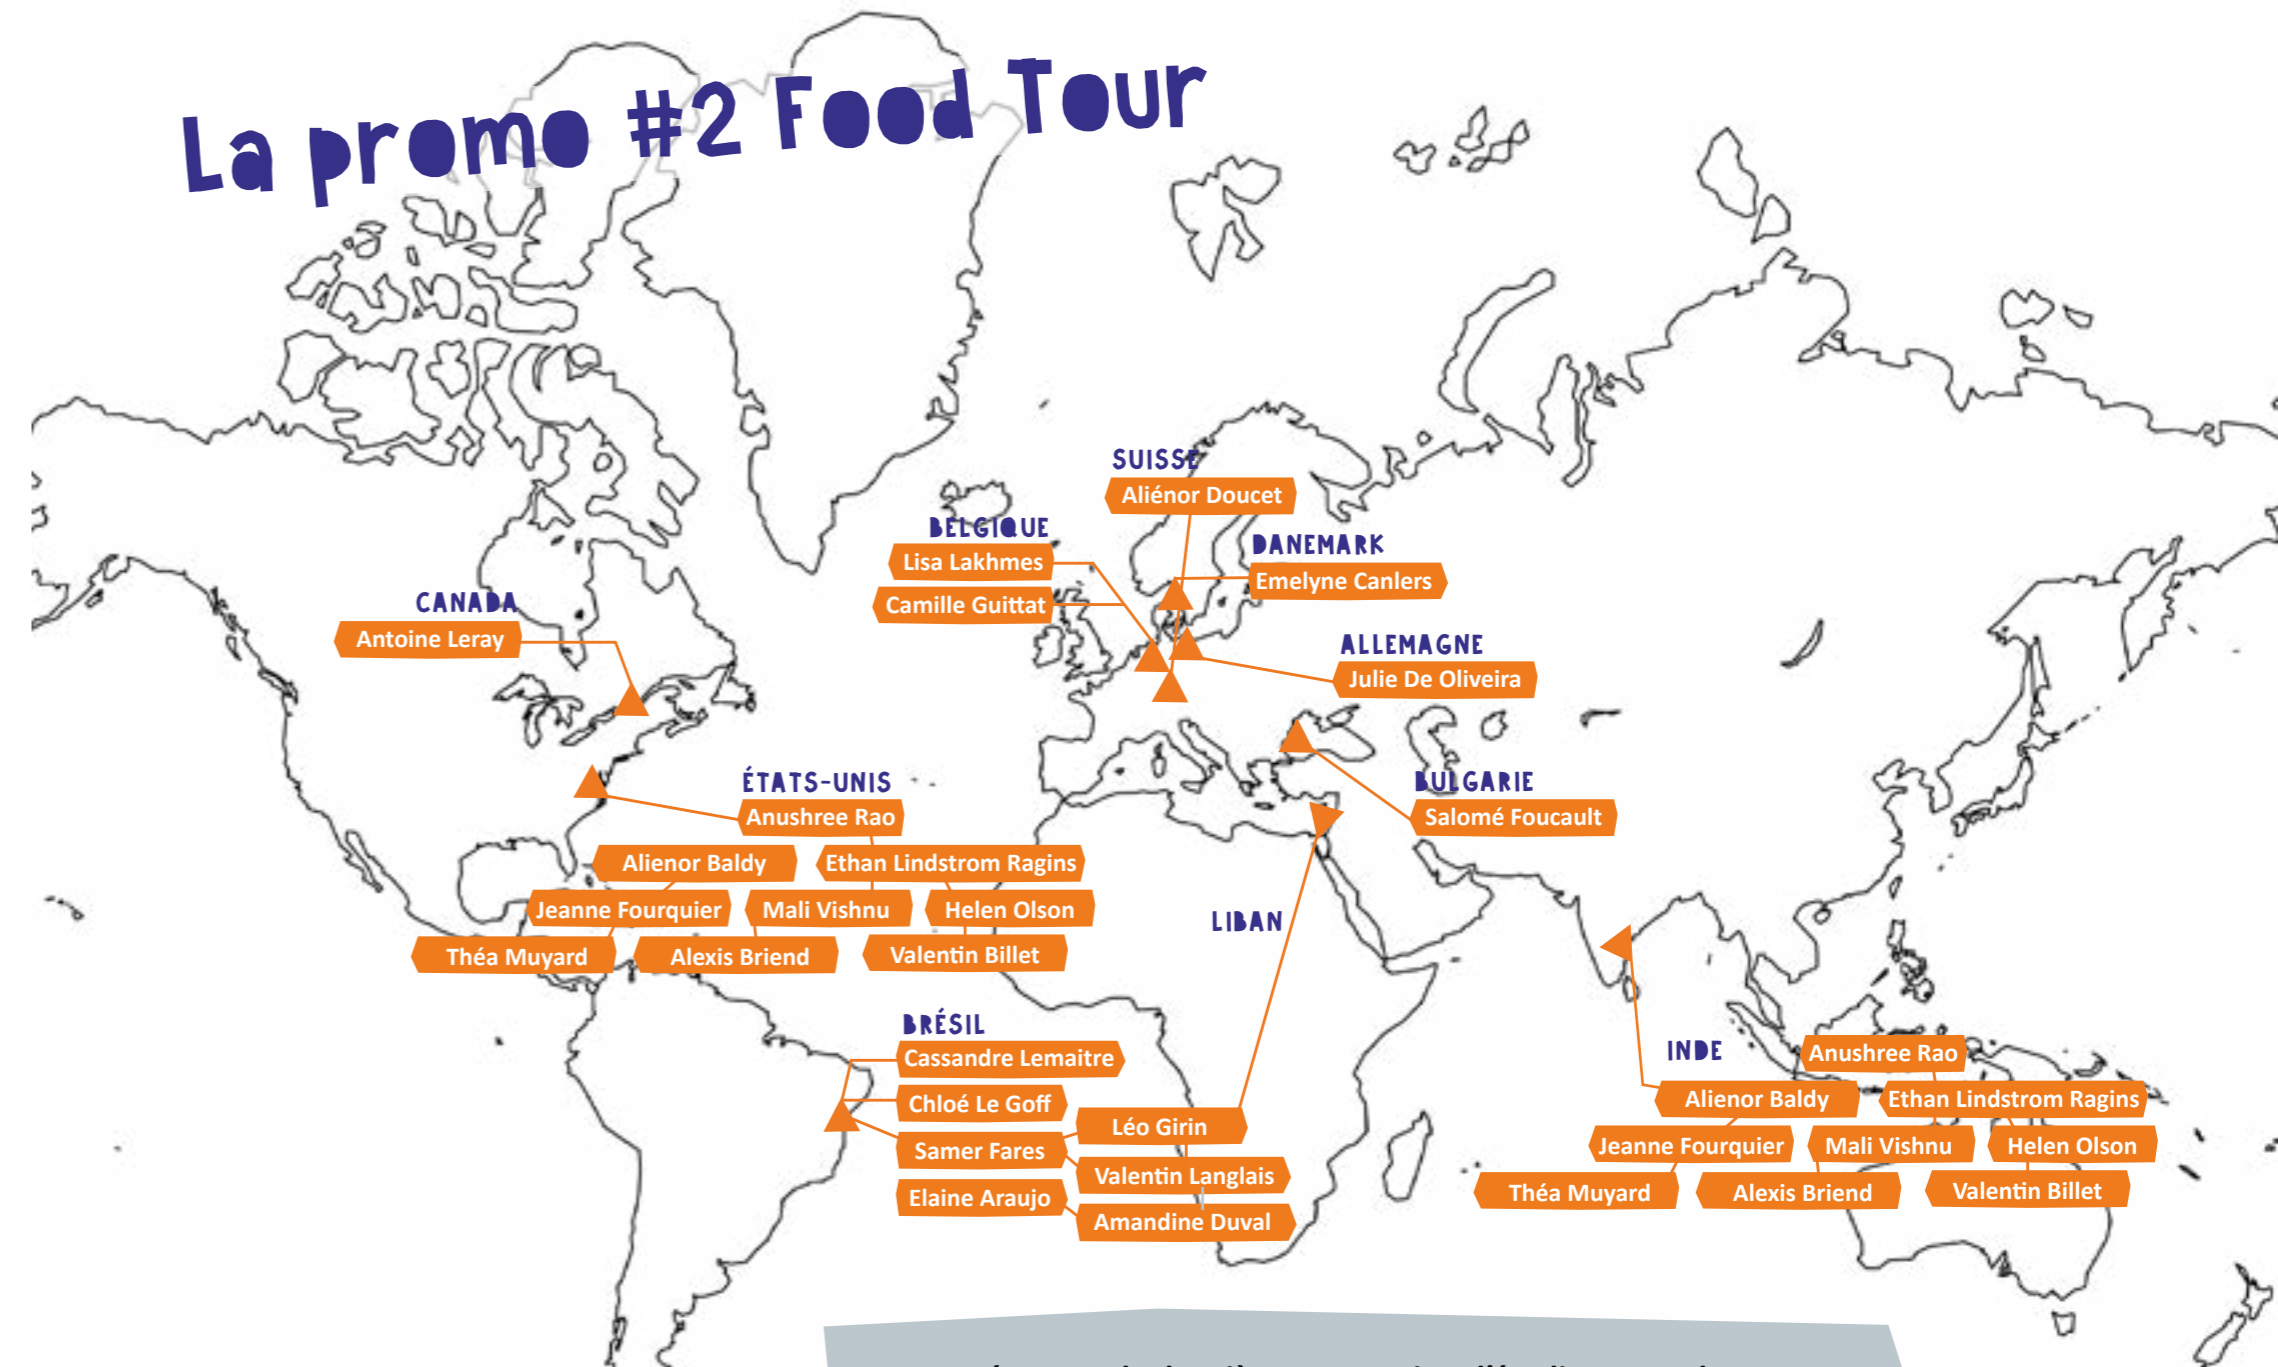 La promo #2 Food Tour
SUISSE
Aliénor Doucet
BELGIQUE
Lisa Lakhmes
Camille Guittat
DANEMARK
Emelyne Canlers
CANADA
Antoine Leray
ALLEMAGNE
Julie De Oliveira
ÉTATS-UNIS
Anushree Rao
Alienor Baldy
Ethan Lindstrom Ragins
Jeanne Fourquier
Mali Vishnu
Helen Olson
Théa Muyard
Alexis Briend
Valentin Billet
BULGARIE
Salomé Foucault
LIBAN
BRÉSIL
Cassandre Lemaitre
Chloé Le Goff
Samer Fares
Elaine Araujo
Léo Girin
Valentin Langlais
Amandine Duval
INDE
Anushree Rao
Alienor Baldy
Ethan Lindstrom Ragins
Jeanne Fourquier
Mali Vishnu
Helen Olson
Théa Muyard
Alexis Briend
Valentin Billet